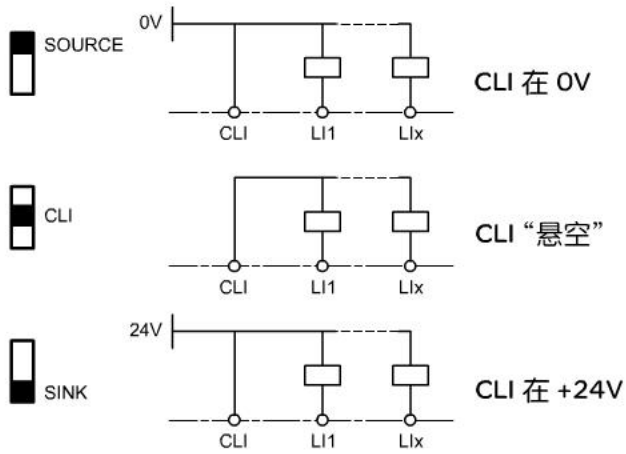 0V
SOURCE
CLI 在 0V
CLI LI1 LIx
CLI
CLI “悬空”
CLI LI1 LIx
24V
SINK
CLI 在 +24V
CLI LI1 LIx